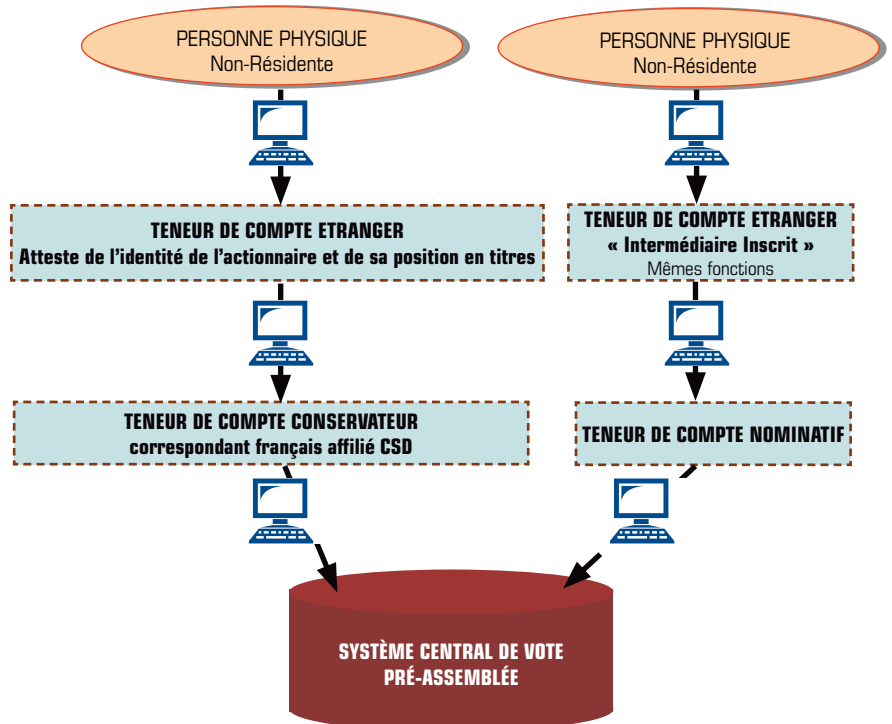 PERSONNE PHYSIQUE
Non-Résidente
PERSONNE PHYSIQUE
Non-Résidente
TENEUR DE COMPTE ETRANGER
Atteste de l'identité de l'actionnaire et de sa position en titres
TENEUR DE COMPTE ETRANGER
« Intermédiaire Inscrit »
Mêmes fonctions
TENEUR DE COMPTE CONSERVATEUR
correspondant français affilié CSD
TENEUR DE COMPTE NOMINATIF
SYSTÈME CENTRAL DE VOTE
PRÉ-ASSEMBLÉE